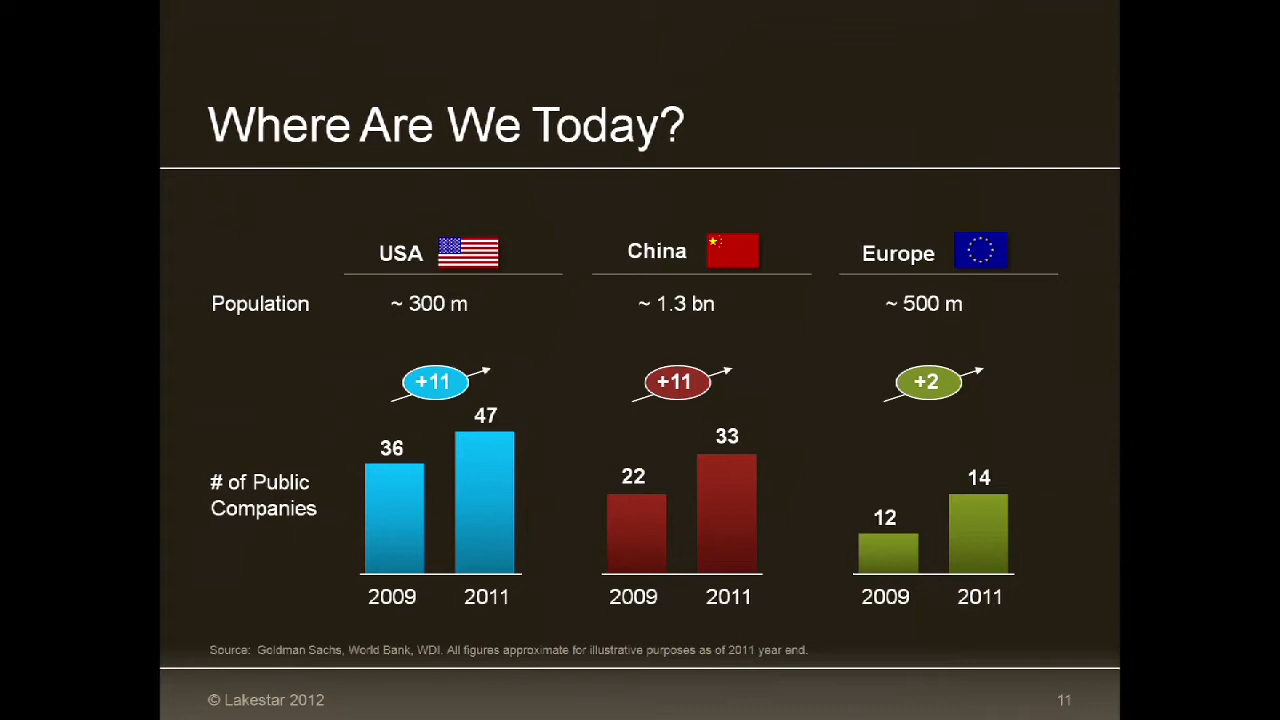 Where Are We Today?
USA China Europe
Population ~ 300 m ~ 1.3 bn ~ 500 m
+11 +11 +2
36 47 22 33 12 14
# of Public
Companies
2009 2011 2009 2011 2009 2011
Source: Goldman Sachs, World Bank, WDI. All figures approximate for illustrative purposes as of 2011 year end.
© Lakestar 2012 11